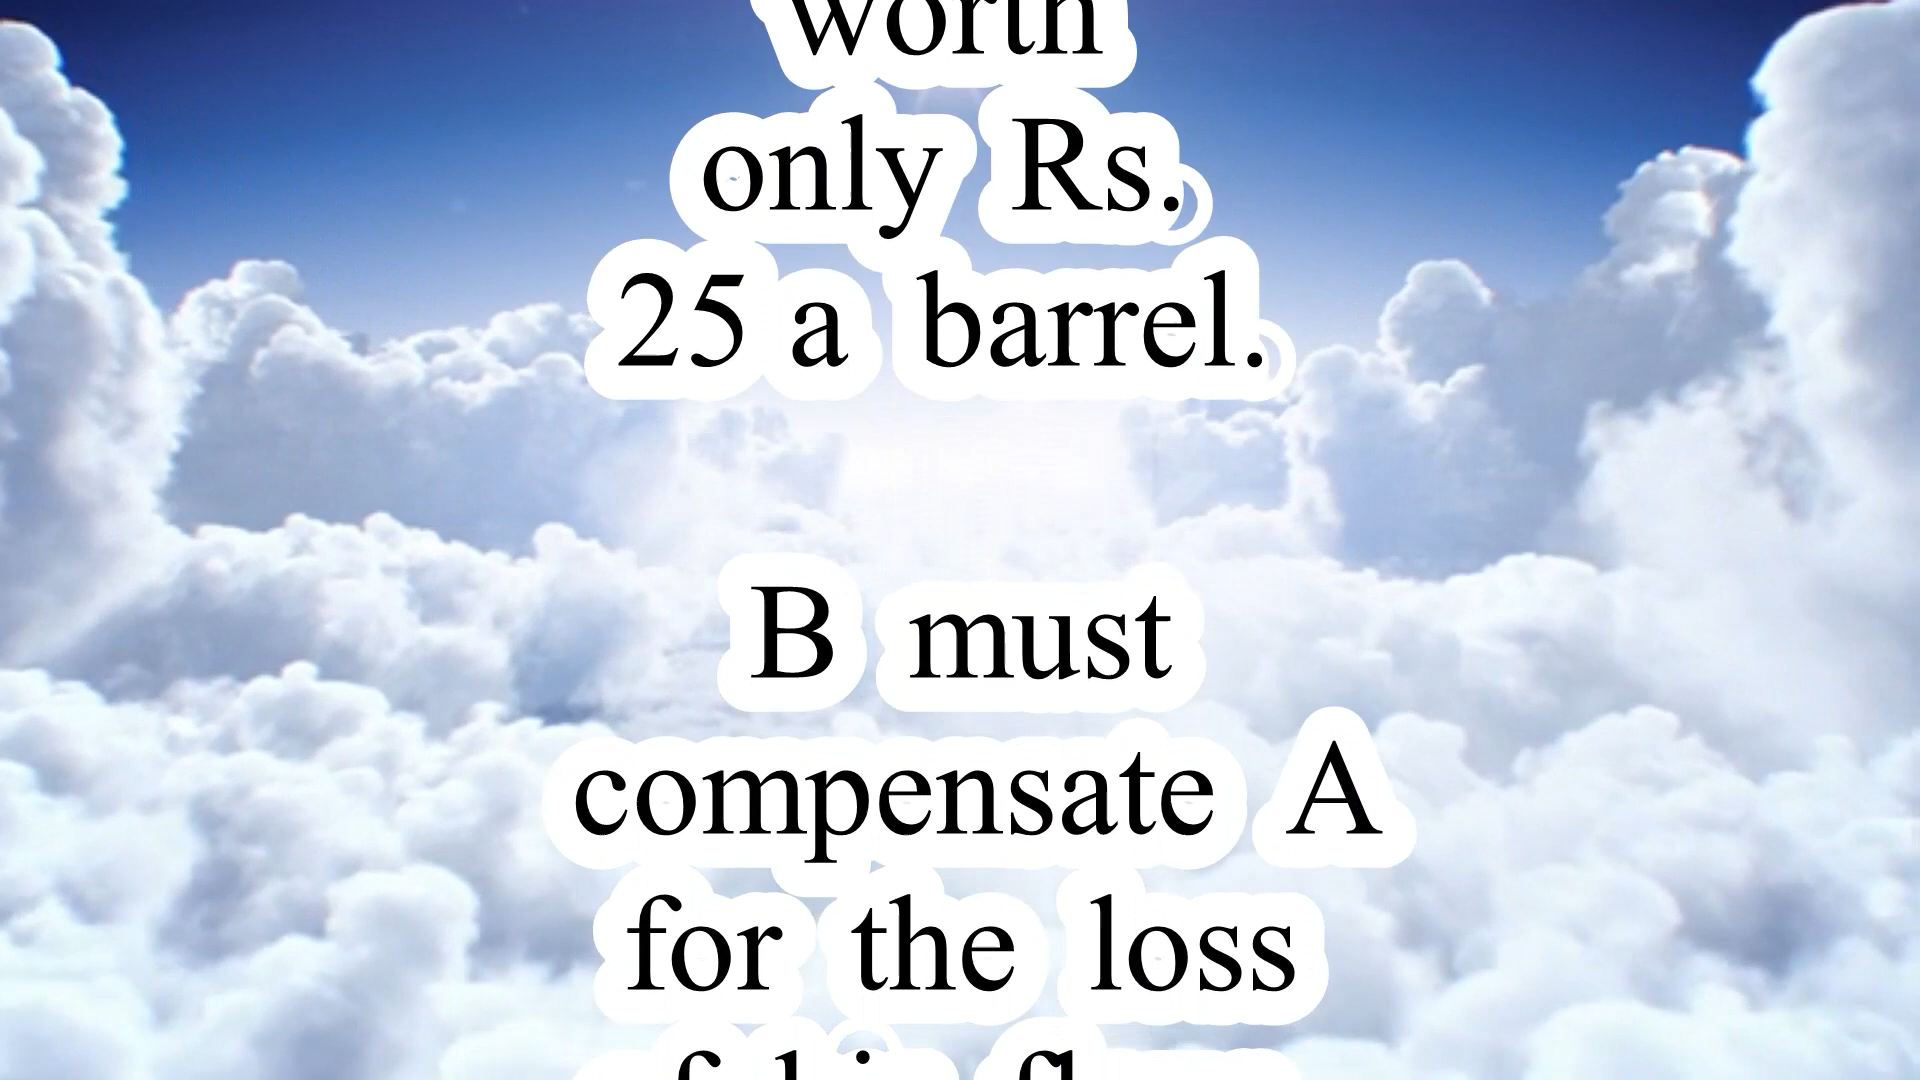 worth
only Rs.
25 a barrel.
B must
compensate A
for the loss